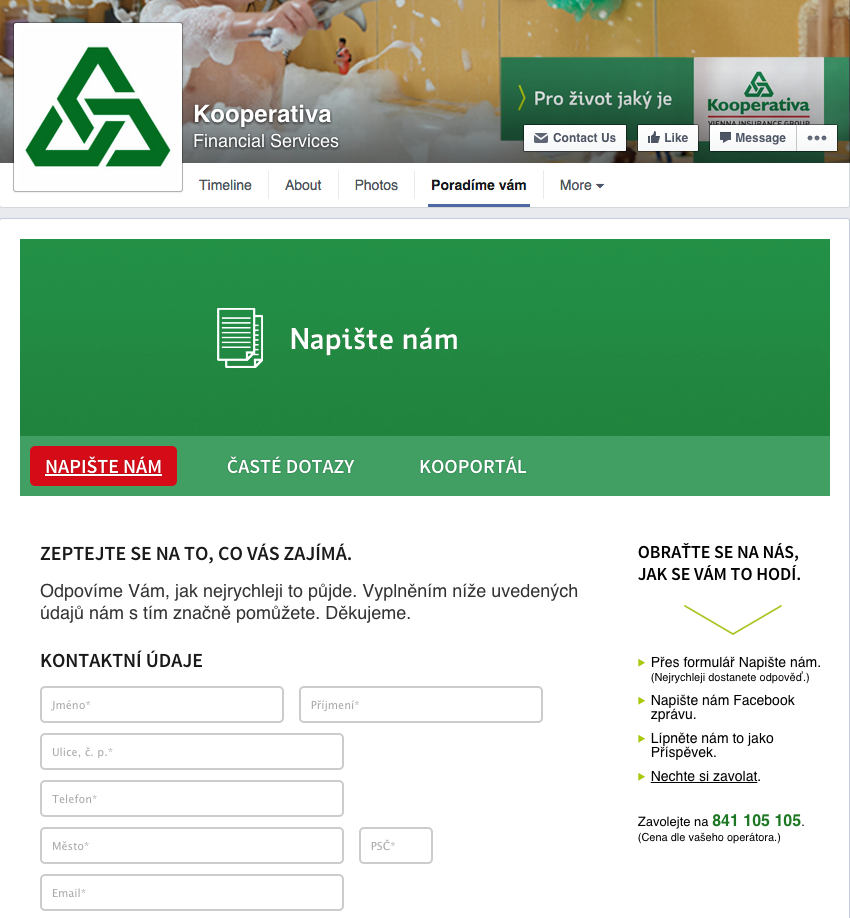 Pro život jaký je
Kooperativa
VIENNA INSURANCE GROUP
Kooperativa
Financial Services
Contact Us
Like
Message
Timeline
About
Photos
Poradíme vám
More
Napište nám
NAPIŠTE NÁM
ČASTÉ DOTAZY
KOOPORTÁL
ZEPTEJTE SE NA TO, CO VÁS ZAJÍMÁ.
Odpovíme Vám, jak nejrychleji to půjde. Vyplněním níže uvedených
údajů nám s tím značně pomůžete. Děkujeme.
KONTAKTNÍ ÚDAJE
Jméno*
Příjmení*
Ulice, č. p.*
Telefon*
Město*
PSČ*
Email*
OBRAŤTE SE NA NÁS,
JAK SE VÁM TO HODÍ.
Přes formulář Napište nám.
(Nejrychleji dostanete odpověď.)
Napište nám Facebook
zprávu.
Lípněte nám to jako
Příspěvek.
Nechte si zavolat.
Zavolejte na 841 105 105.
(Cena dle vašeho operátora.)